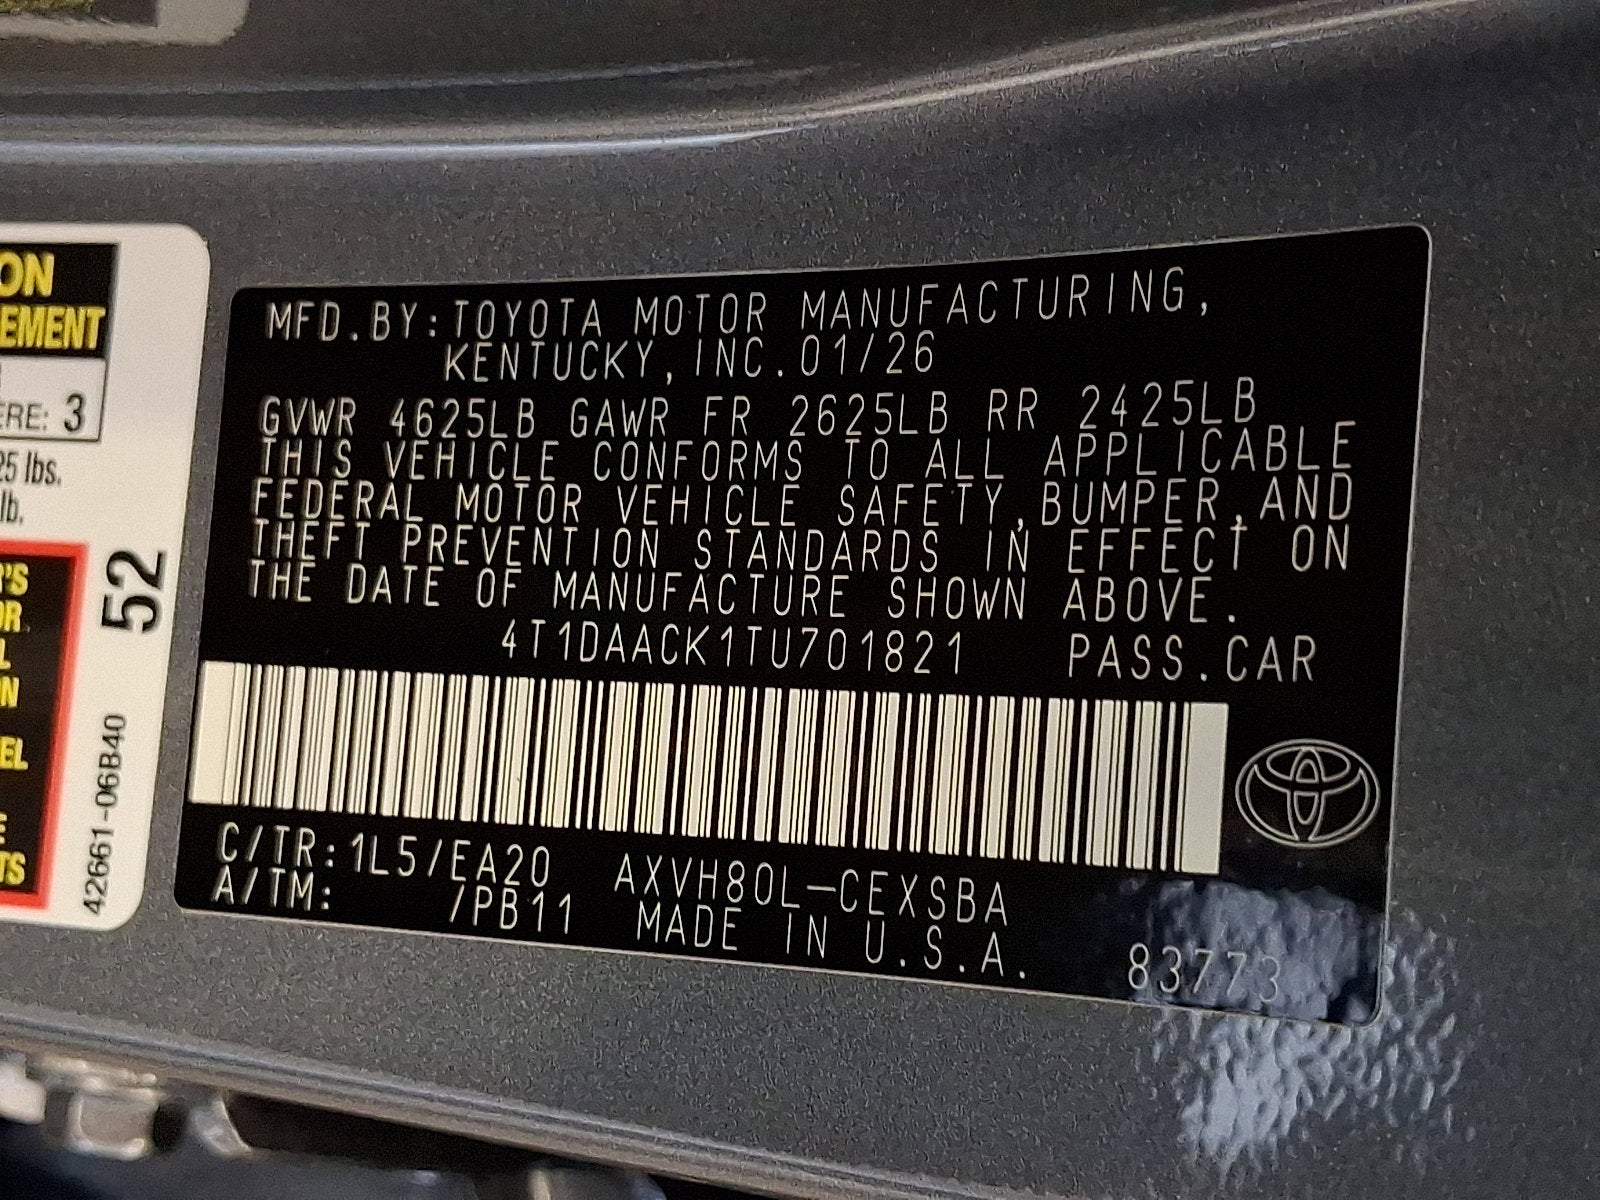 ON
EMENT
ERE: 3
25 lbs.
lb.
'S
OR
L
N
EL
E
TS
52
42661-06B40
MFD.BY:TOYOTA MOTOR MANUFACTURING,
KENTUCKY,INC.01/26
GVWR 4625LB GAWR FR 2625LB RR 2425LB
THIS VEHICLE CONFORMS TO ALL APPLICABLE
FEDERAL MOTOR VEHICLE SAFETY,BUMPER,AND
THEFT PREVENTION STANDARDS IN EFFECT ON
THE DATE OF MANUFACTURE SHOWN ABOVE.
4T1DAACK1TU701821 PASS.CAR
C/TR:1L5/EA20 AXVH80L-CEXSBA
A/TM: /PB11 MADE IN U.S.A. 83773